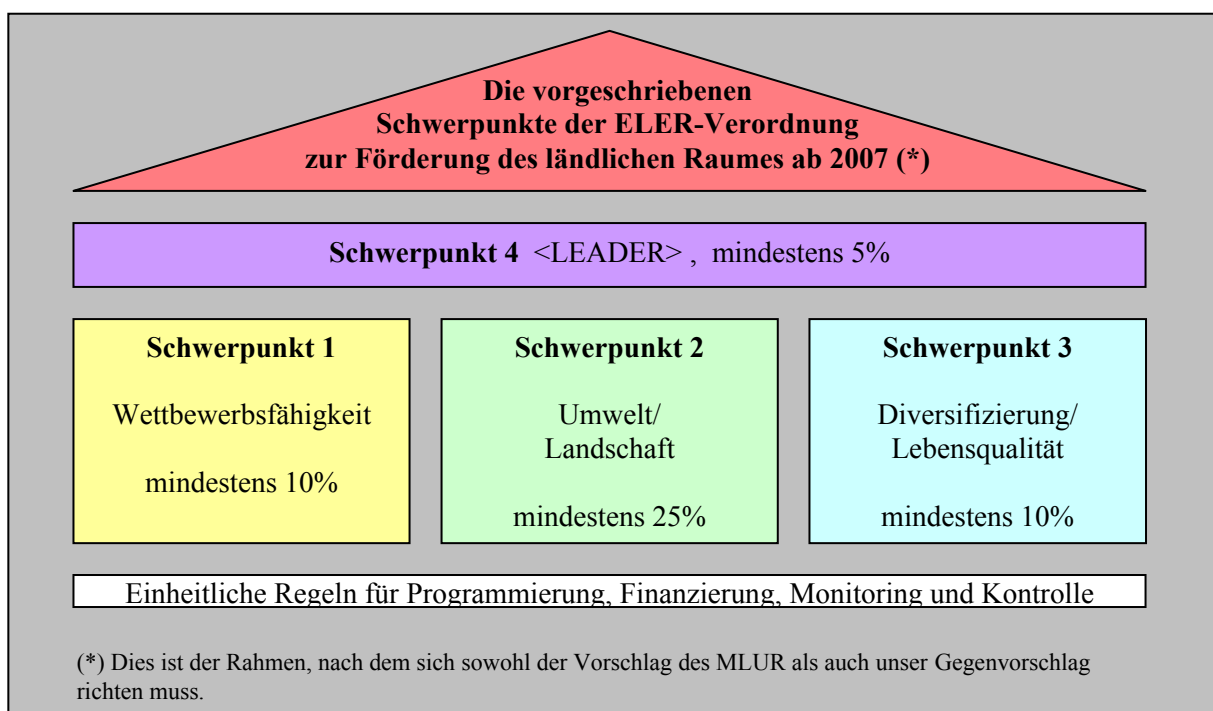 Die vorgeschriebenen
Schwerpunkte der ELER-Verordnung
zur Förderung des ländlichen Raumes ab 2007 (*)
Schwerpunkt 4 <LEADER> , mindestens 5%
Schwerpunkt 1
Wettbewerbsfähigkeit
mindestens 10%
Schwerpunkt 2
Umwelt/
Landschaft
mindestens 25%
Schwerpunkt 3
Diversifizierung/
Lebensqualität
mindestens 10%
Einheitliche Regeln für Programmierung, Finanzierung, Monitoring und Kontrolle
(*) Dies ist der Rahmen, nach dem sich sowohl der Vorschlag des MLUR als auch unser Gegenvorschlag
richten muss.